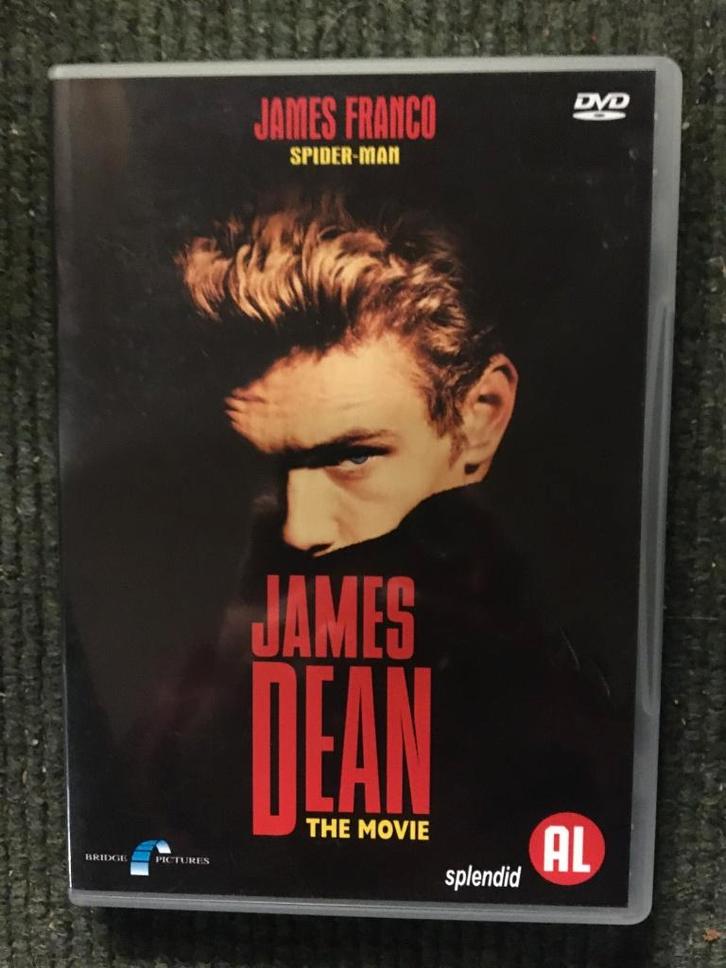 JAMES FRANCO
SPIDER-MAN
DVD
JAMES
DEAN
THE MOVIE
BRIDGE PICTURES
splendid
AL